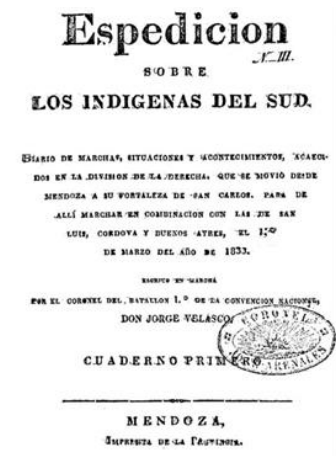 Espedicion
N. III.
SOBRE
LOS INDIGENAS DEL SUD.
DIARIO DE MARCHAS, SITUACIONES Y ACONTECIMIENTOS, ACAECI-
DOS EN LA DIVISION DE LA DERECHA, QUE SE MOVIÓ DESDE
MENDOZA A SU FORTALEZA DE SAN CARLOS, PARA DE
ALLÍ MARCHAR EN COMBINACION CON LAS DE SAN
LUIS, CORDOVA Y BUENOS AYRES, EL 1.º
DE MARZO DEL AÑO DE 1833.
ESCRITO EN MARCHA
POR EL CORONEL DEL BATALLON 1.º DE LA CONVENCION NACIONAL,
DON JORGE VELASCO.
CUADERNO PRIMERO
CORONEL
ARENALES
MENDOZA,
IMPRENTA DE LA PROVINCIA.